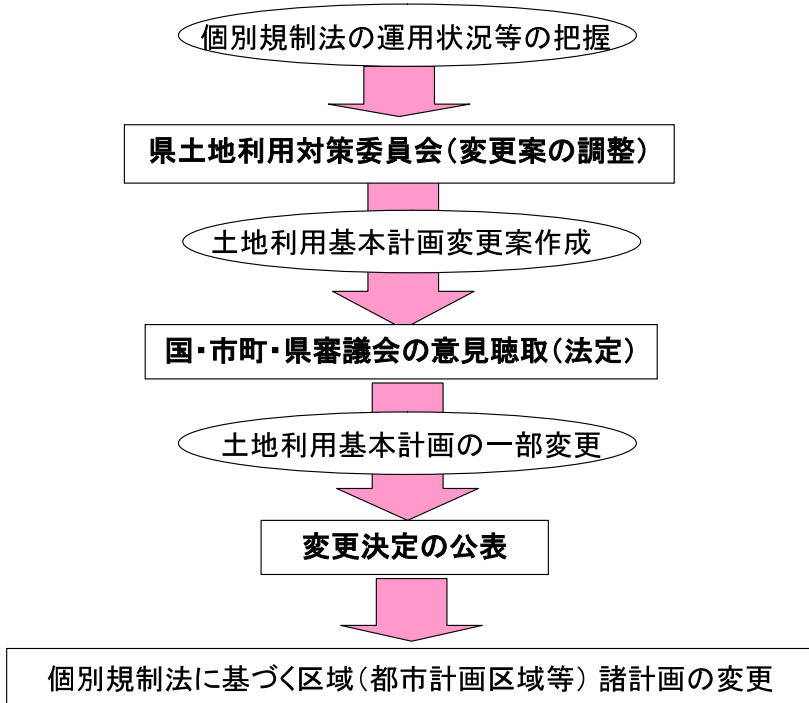 個別規制法の運用状況等の把握
県土地利用対策委員会(変更案の調整)
土地利用基本計画変更案作成
国・市町・県審議会の意見聴取(法定)
土地利用基本計画の一部変更
変更決定の公表
個別規制法に基づく区域(都市計画区域等) 諸計画の変更